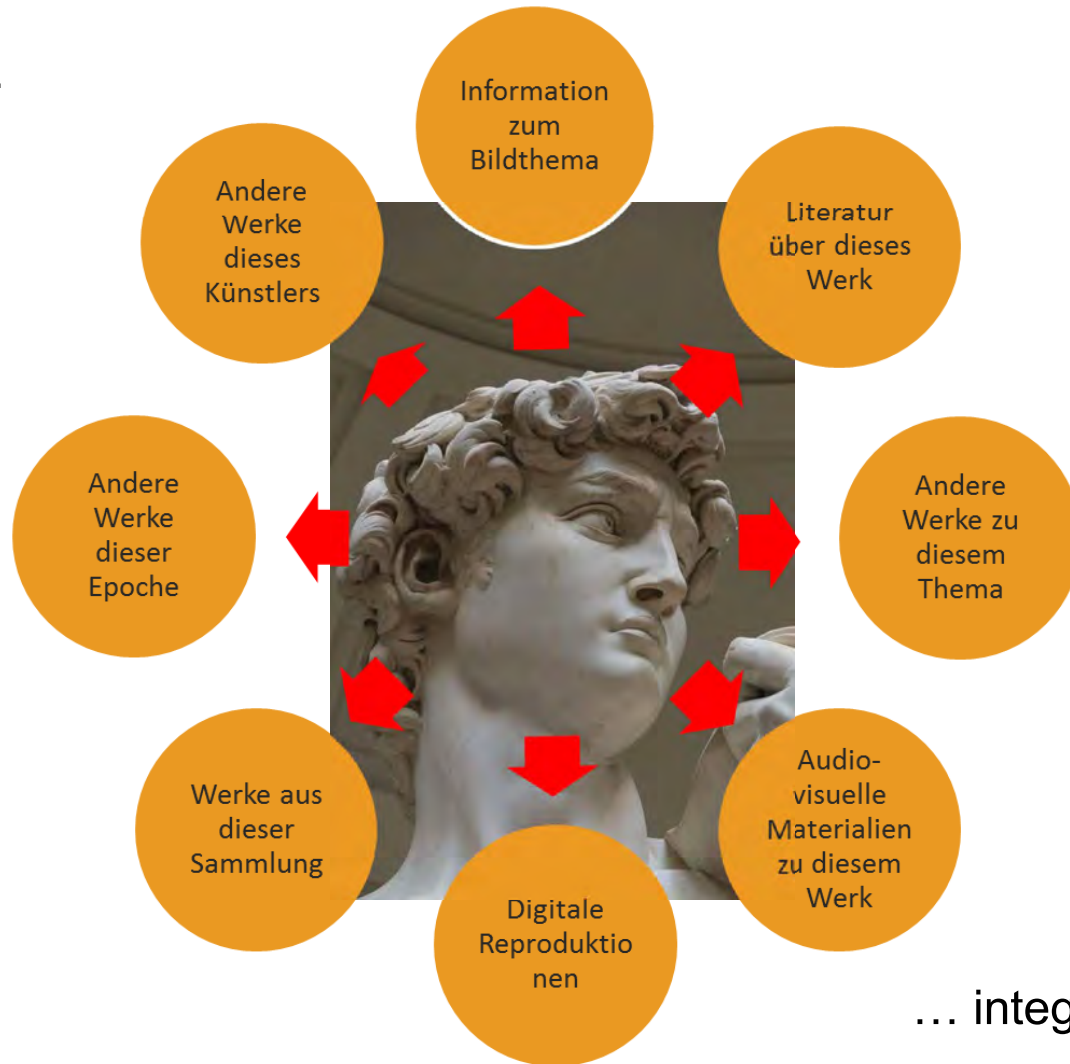 Information
zum
Bildthema
Andere
Werke
dieses
Künstlers
Literatur
über dieses
Werk
Andere
Werke
dieser
Epoche
Andere
Werke zu
diesem
Thema
Werke aus
dieser
Sammlung
Audio-
visuelle
Materialien
zu diesem
Werk
Digitale
Reproduktio
nen
…